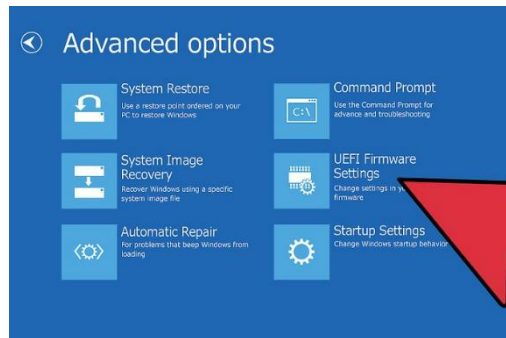 Advanced options
System Restore
Use a restore point ordered on your
PC to restore Windows
Command Prompt
Use the Command Prompt for
advance and troubleshooting
C:\
System Image
Recovery
Recover Windows using a specific
system image file
UEFI Firmware
Settings
Change settings in
firmware
Automatic Repair
For problems that beep Windows from
loading
Startup Settings
Change Windows startup behavior